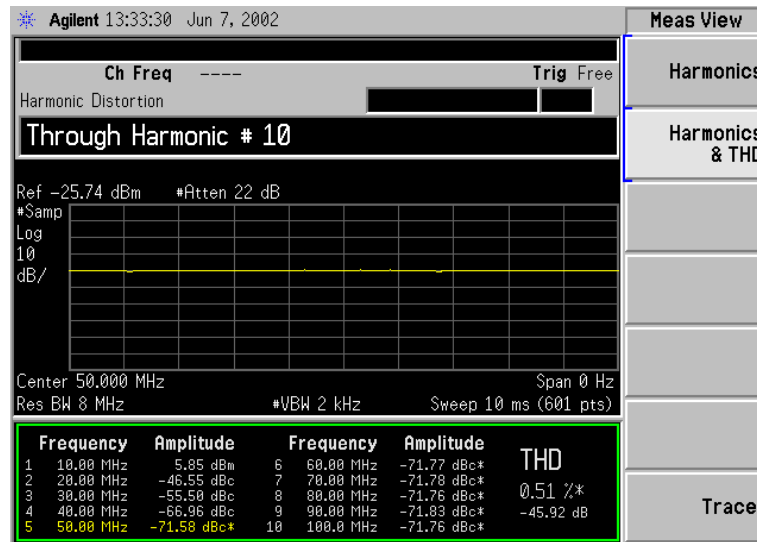 Agilent 13:33:30 Jun 7, 2002
Meas View
Ch Freq ----
Trig Free
Harmonic Distortion
Through Harmonic # 10
Harmonics
Harmonics
& THD
Ref -25.74 dBm #Atten 22 dB
#Samp
Log
10
dB/
Center 50.000 MHz Span 0 Hz
Res BW 8 MHz #VBW 2 kHz Sweep 10 ms (601 pts)
Frequency Amplitude Frequency Amplitude
1 10.00 MHz 5.85 dBm 6 60.00 MHz -71.77 dBc*
2 20.00 MHz -46.55 dBc 7 70.00 MHz -71.78 dBc*
3 30.00 MHz -55.50 dBc 8 80.00 MHz -71.76 dBc*
4 40.00 MHz -66.96 dBc 9 90.00 MHz -71.83 dBc*
5 50.00 MHz -71.58 dBc* 10 100.0 MHz -71.76 dBc*
THD
0.51 %*
-45.92 dB
Trace